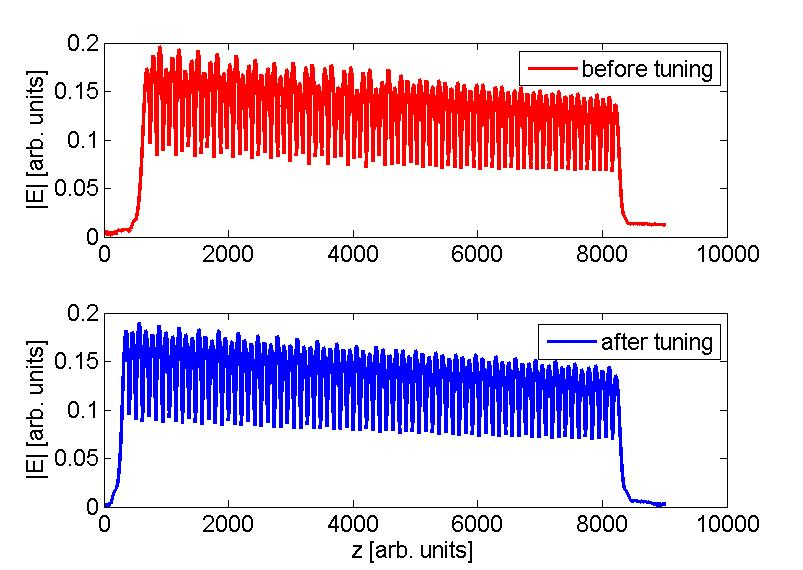 0.2
0.15
0.1
0.05
0
|E| [arb. units]
before tuning
0 2000 4000 6000 8000 10000
0.2
0.15
0.1
0.05
0
|E| [arb. units]
after tuning
0 2000 4000 6000 8000 10000
z [arb. units]